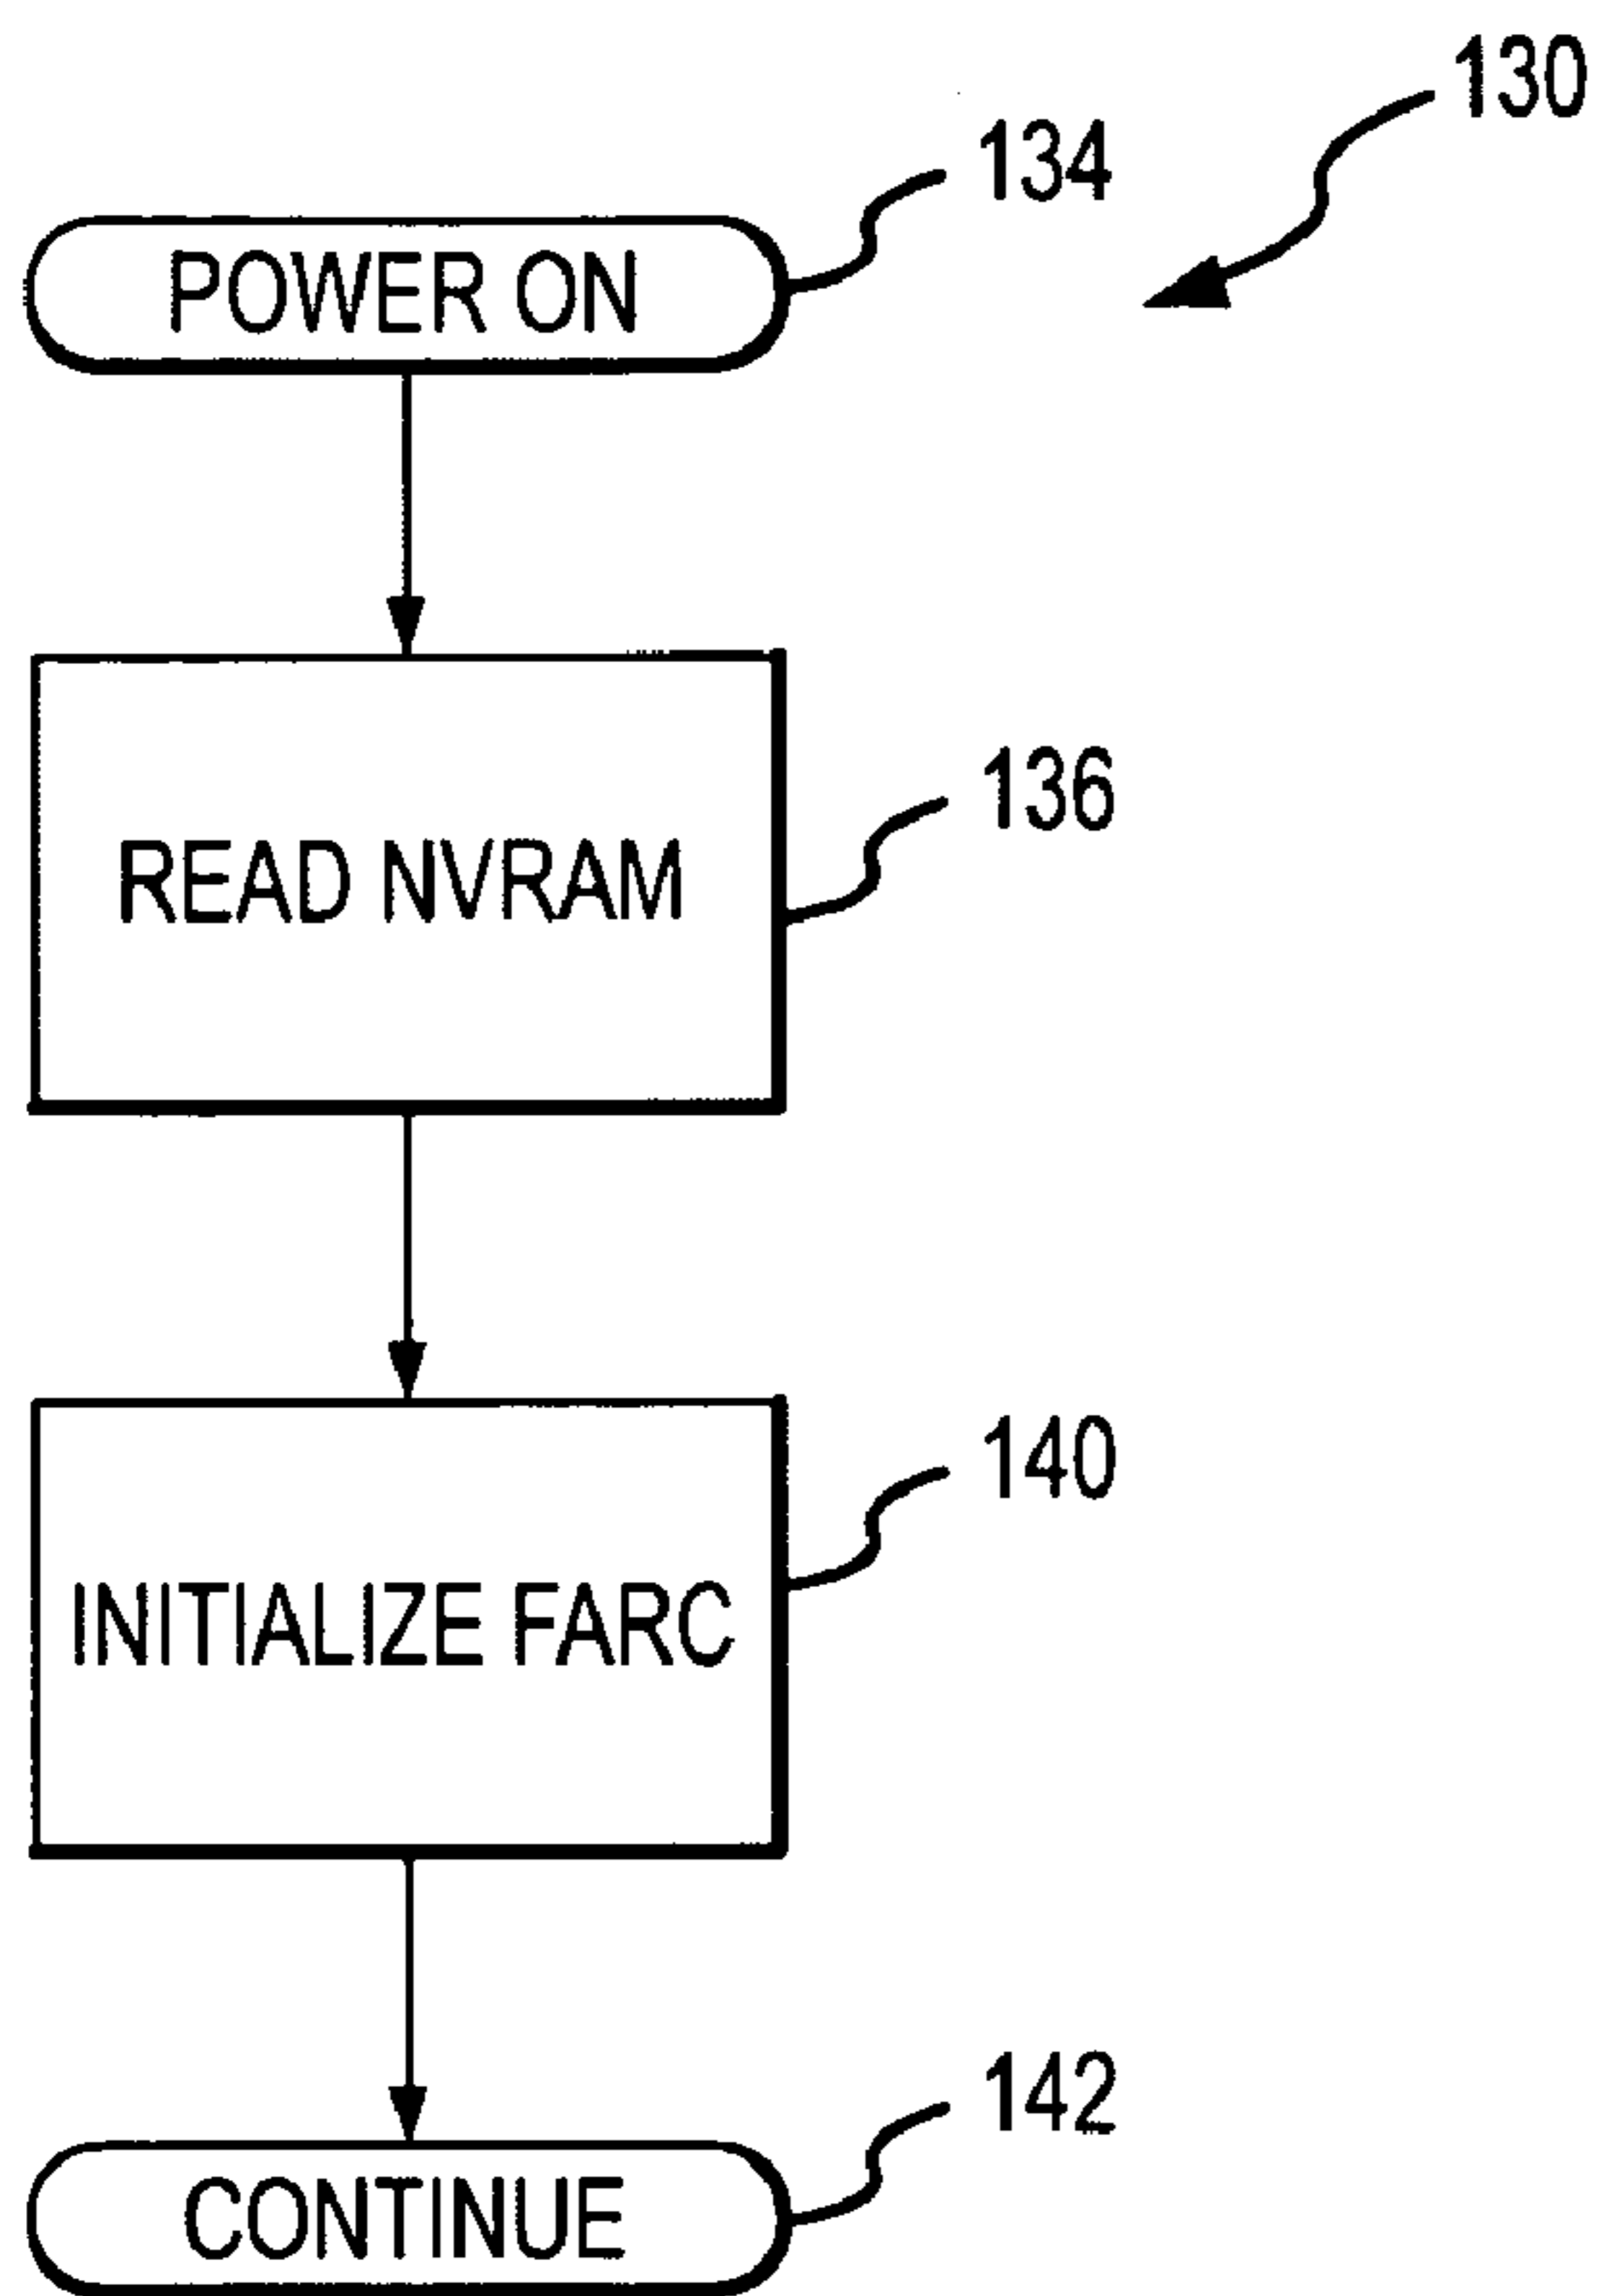 130
134
POWER ON
136
READ NVRAM
140
INITIALIZE FARC
142
CONTINUE